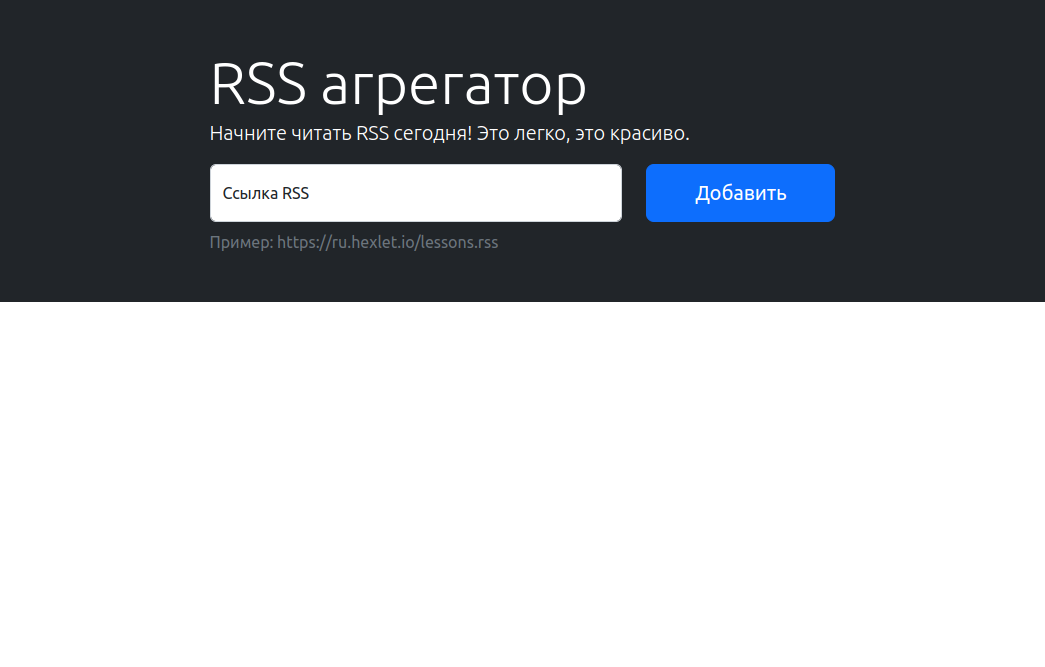 RSS агрегатор
Начните читать RSS сегодня! Это легко, это красиво.
Ссылка RSS
Добавить
Пример: https://ru.hexlet.io/lessons.rss